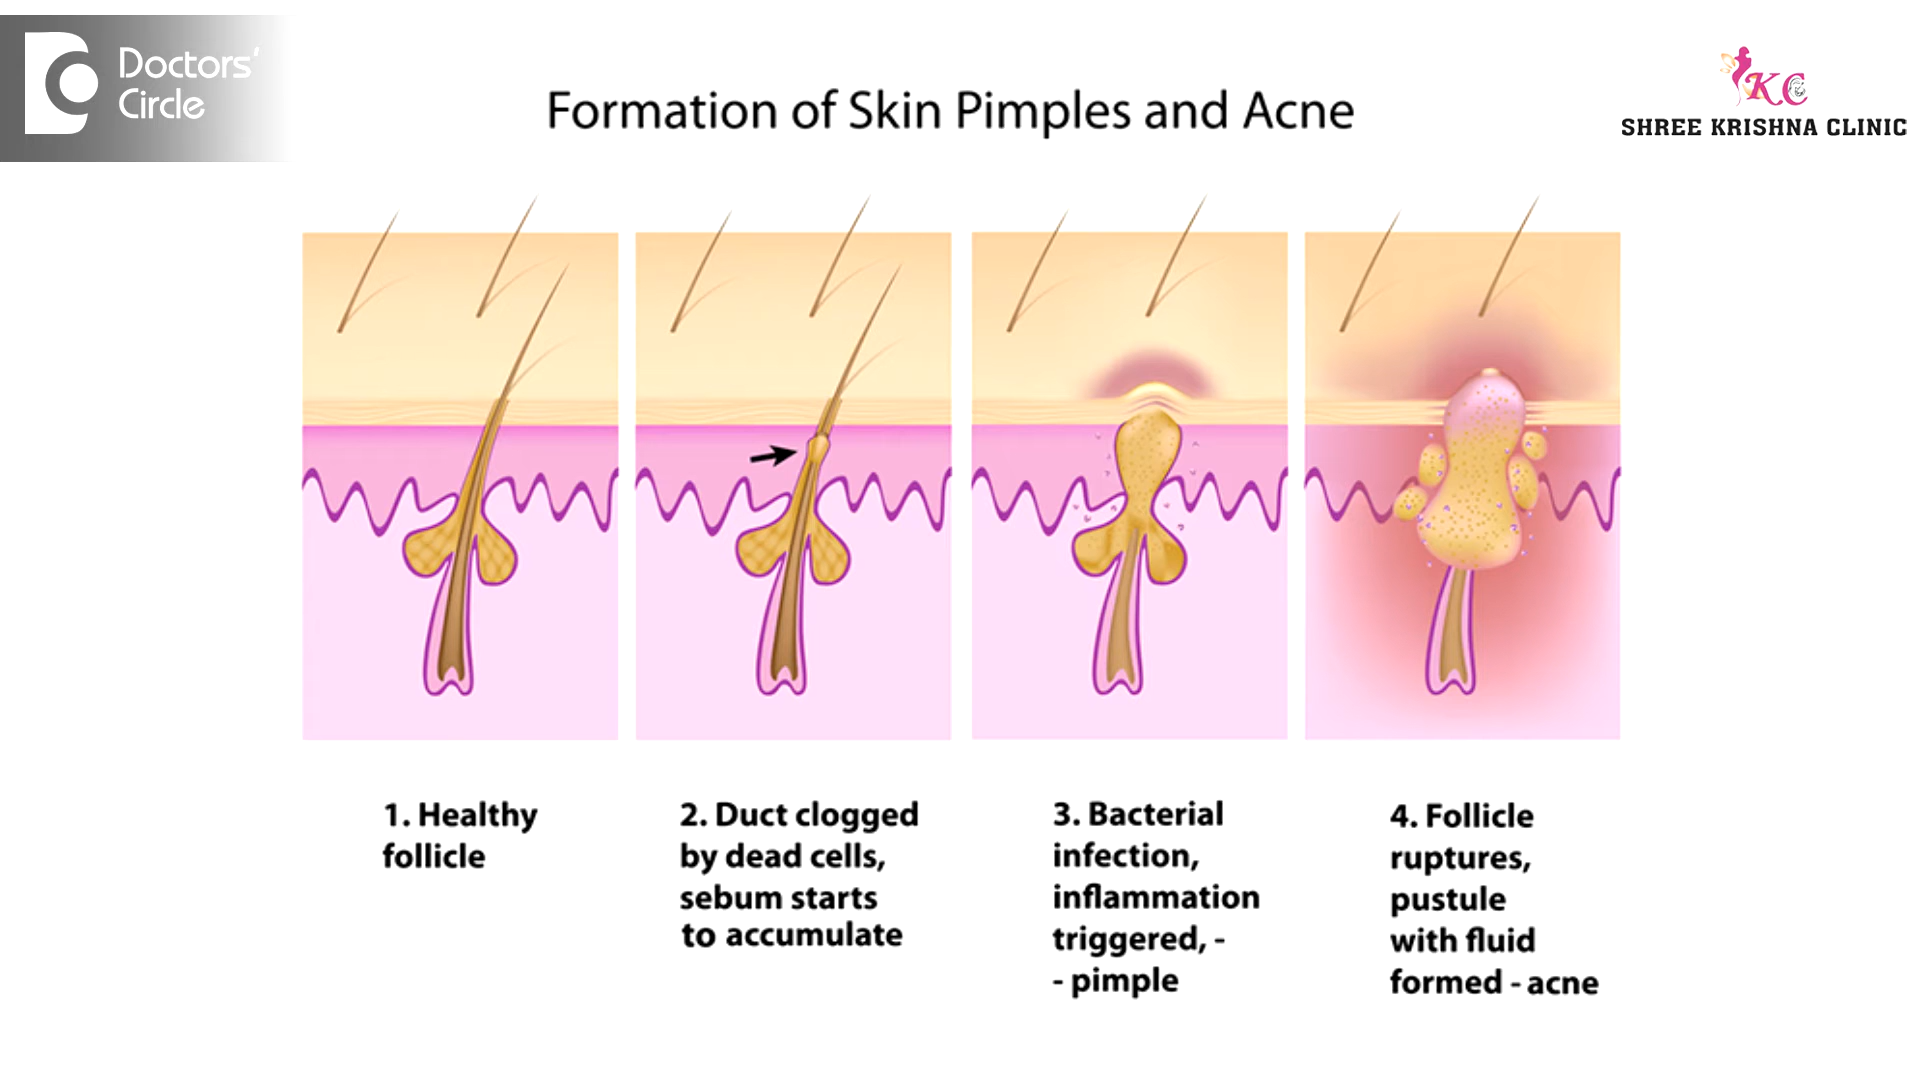 Doctors'
Circle
Formation of Skin Pimples and Acne
KC
SHREE KRISHNA CLINIC
1. Healthy
follicle
2. Duct clogged
by dead cells,
sebum starts
to accumulate
3. Bacterial
infection,
inflammation
triggered, -
- pimple
4. Follicle
ruptures,
pustule
with fluid
formed - acne